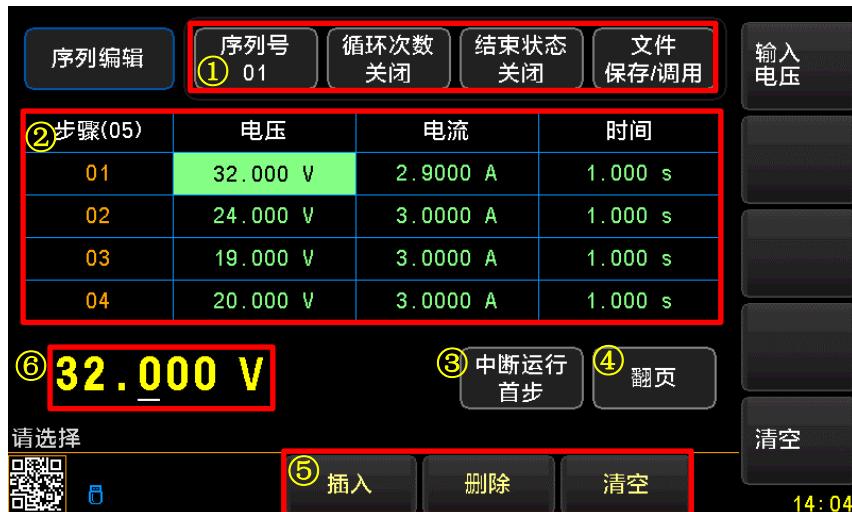 序列编辑
① 序列号
01
循环次数
关闭
结束状态
关闭
文件
保存/调用
输入
电压
② 步骤(05) 电压 电流 时间
01 32.000 V 2.9000 A 1.000 s
02 24.000 V 3.0000 A 1.000 s
03 19.000 V 3.0000 A 1.000 s
04 20.000 V 3.0000 A 1.000 s
⑥ 32.000 V
③ 中断运行
首步
④ 翻页
请选择
清空
⑤ 插入 删除 清空
14:04